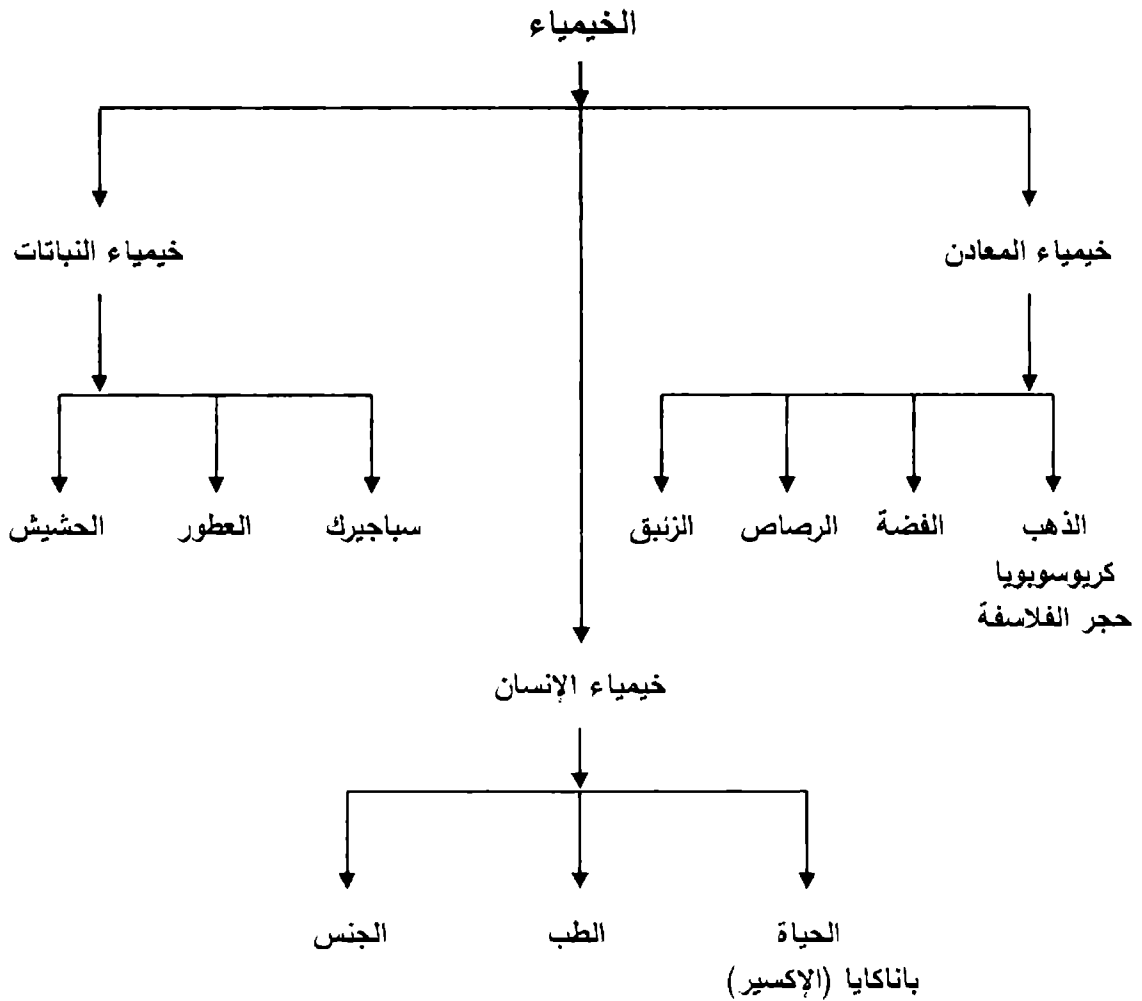 الخيمياء
خيمياء المعادن
خيمياء النباتات
الذهب
كريوسوبويا
حجر الفلاسفة
الفضة
الرصاص
الزئبق
سباجيرك
العطور
الحشيش
خيمياء الإنسان
الحياة
باناكايا (الإكسير)
الطب
الجنس